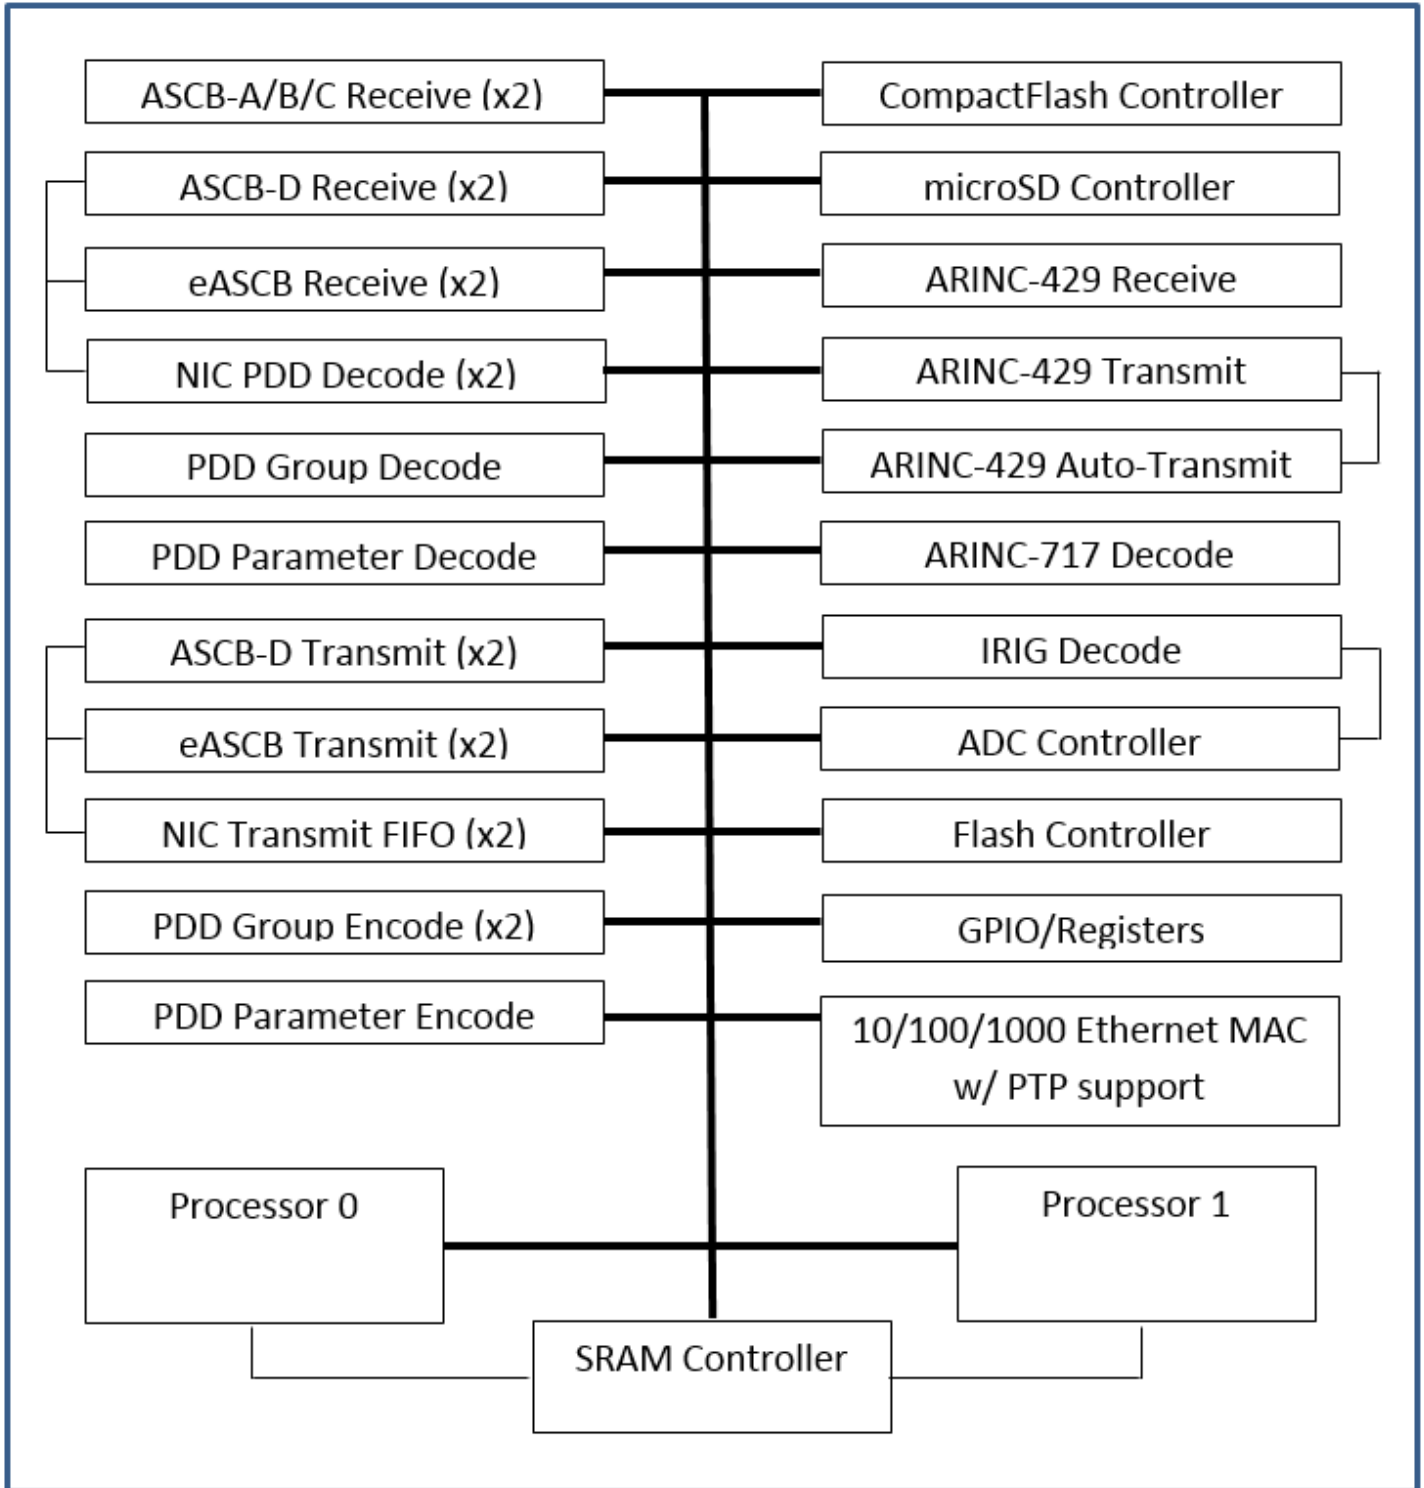 ASCB-A/B/C Receive (x2)
CompactFlash Controller
ASCB-D Receive (x2)
microSD Controller
eASCB Receive (x2)
ARINC-429 Receive
NIC PDD Decode (x2)
ARINC-429 Transmit
PDD Group Decode
ARINC-429 Auto-Transmit
PDD Parameter Decode
ARINC-717 Decode
ASCB-D Transmit (x2)
IRIG Decode
eASCB Transmit (x2)
ADC Controller
NIC Transmit FIFO (x2)
Flash Controller
PDD Group Encode (x2)
GPIO/Registers
PDD Parameter Encode
10/100/1000 Ethernet MAC
w/ PTP support
Processor 0
Processor 1
SRAM Controller